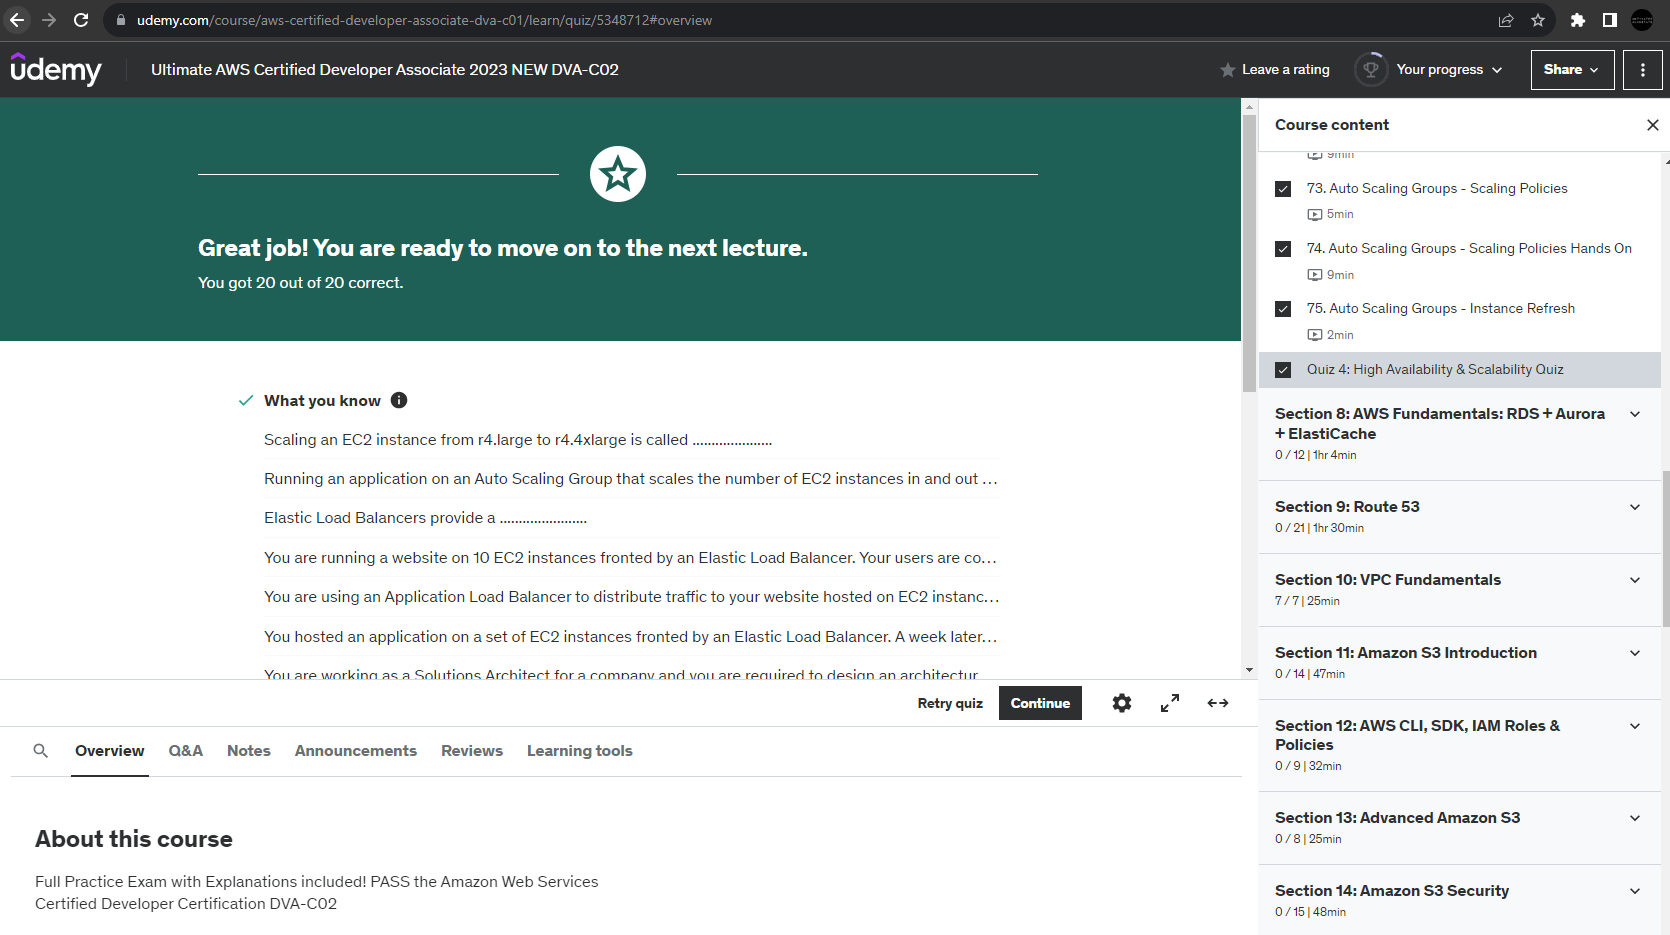 udemy.com/course/aws-certified-developer-associate-dva-c01/learn/quiz/5348712#overview
udemy
Ultimate AWS Certified Developer Associate 2023 NEW DVA-C02
Leave a rating
Your progress
Share
Great job! You are ready to move on to the next lecture.
You got 20 out of 20 correct.
What you know
Scaling an EC2 instance from r4.large to r4.4xlarge is called .....................
Running an application on an Auto Scaling Group that scales the number of EC2 instances in and out ...
Elastic Load Balancers provide a .......................
You are running a website on 10 EC2 instances fronted by an Elastic Load Balancer. Your users are co...
You are using an Application Load Balancer to distribute traffic to your website hosted on EC2 instanc...
You hosted an application on a set of EC2 instances fronted by an Elastic Load Balancer. A week later...
You are working as a Solutions Architect for a company and you are required to design an architectur
Retry quiz
Continue
Overview
Q&A
Notes
Announcements
Reviews
Learning tools
About this course
Full Practice Exam with Explanations included! PASS the Amazon Web Services
Certified Developer Certification DVA-C02
Course content
9min
73. Auto Scaling Groups - Scaling Policies
5min
74. Auto Scaling Groups - Scaling Policies Hands On
9min
75. Auto Scaling Groups - Instance Refresh
2min
Quiz 4: High Availability & Scalability Quiz
Section 8: AWS Fundamentals: RDS + Aurora
+ ElastiCache
0 / 12 | 1hr 4min
Section 9: Route 53
0 / 21 | 1hr 30min
Section 10: VPC Fundamentals
7 / 7 | 25min
Section 11: Amazon S3 Introduction
0 / 14 | 47min
Section 12: AWS CLI, SDK, IAM Roles &
Policies
0 / 9 | 32min
Section 13: Advanced Amazon S3
0 / 8 | 25min
Section 14: Amazon S3 Security
0 / 15 | 48min